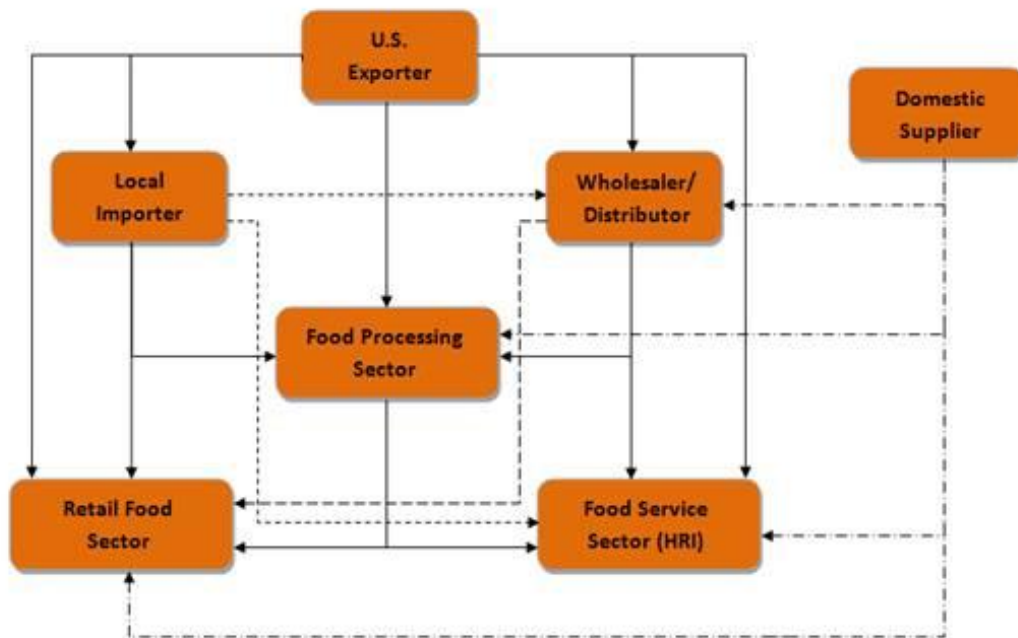 U.S.
Exporter
Domestic
Supplier
Local
Importer
Wholesaler/
Distributor
Food Processing
Sector
Retail Food
Sector
Food Service
Sector (HRI)